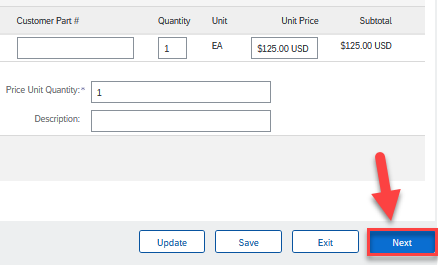 Customer Part # Quantity Unit Unit Price Subtotal
1 EA $125.00 USD $125.00 USD
Price Unit Quantity:* 1
Description:
Update Save Exit Next